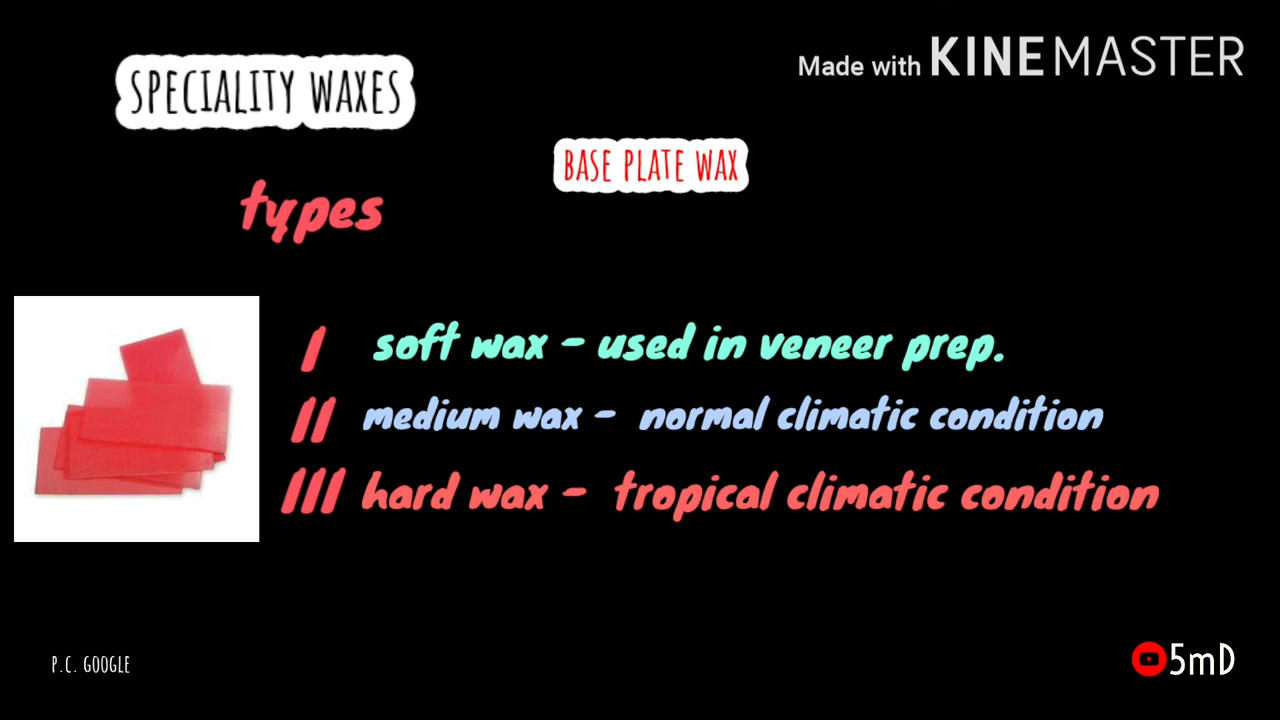 SPECIALITY WAXES
Made with KINEMASTER
BASE PLATE WAX
types
I soft wax - used in veneer prep.
II medium wax - normal climatic condition
III hard wax - tropical climatic condition
P.C. GOOGLE
5mD